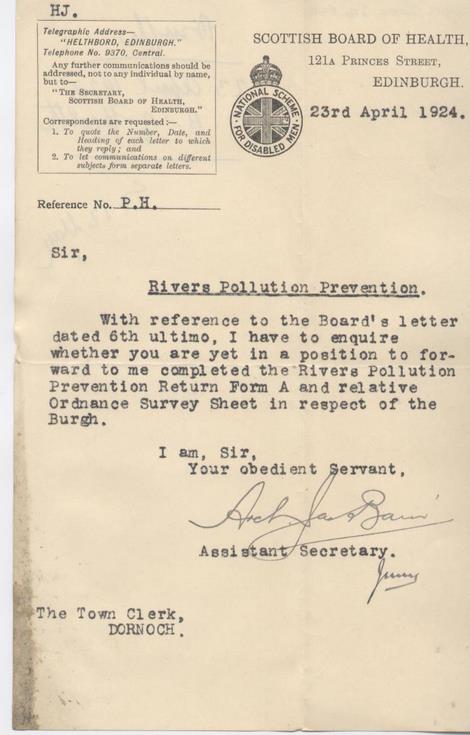 HJ.
Telegraphic Address—
"HELTHBORD, EDINBURGH."
Telephone No. 9370, Central.
Any further communications should be
addressed, not to any individual by name,
but to—
"THE SECRETARY,
SCOTTISH BOARD OF HEALTH,
EDINBURGH."
Correspondents are requested :—
1. To quote the Number, Date, and
Heading of each letter to which
they reply; and
2. To let communications on different
subjects form separate letters.
SCOTTISH BOARD OF HEALTH,
121A PRINCES STREET,
EDINBURGH.
NATIONAL SCHEME
FOR DISABLED MEN
23rd April 1924.
Reference No. P.H.
Sir,
Rivers Pollution Prevention.
With reference to the Board's letter
dated 6th ultimo, I have to enquire
whether you are yet in a position to for-
ward to me completed the Rivers Pollution
Prevention Return Form A and relative
Ordnance Survey Sheet in respect of the
Burgh.
I am, Sir,
Your obedient Servant,
Assistant Secretary.
The Town Clerk,
DORNOCH.